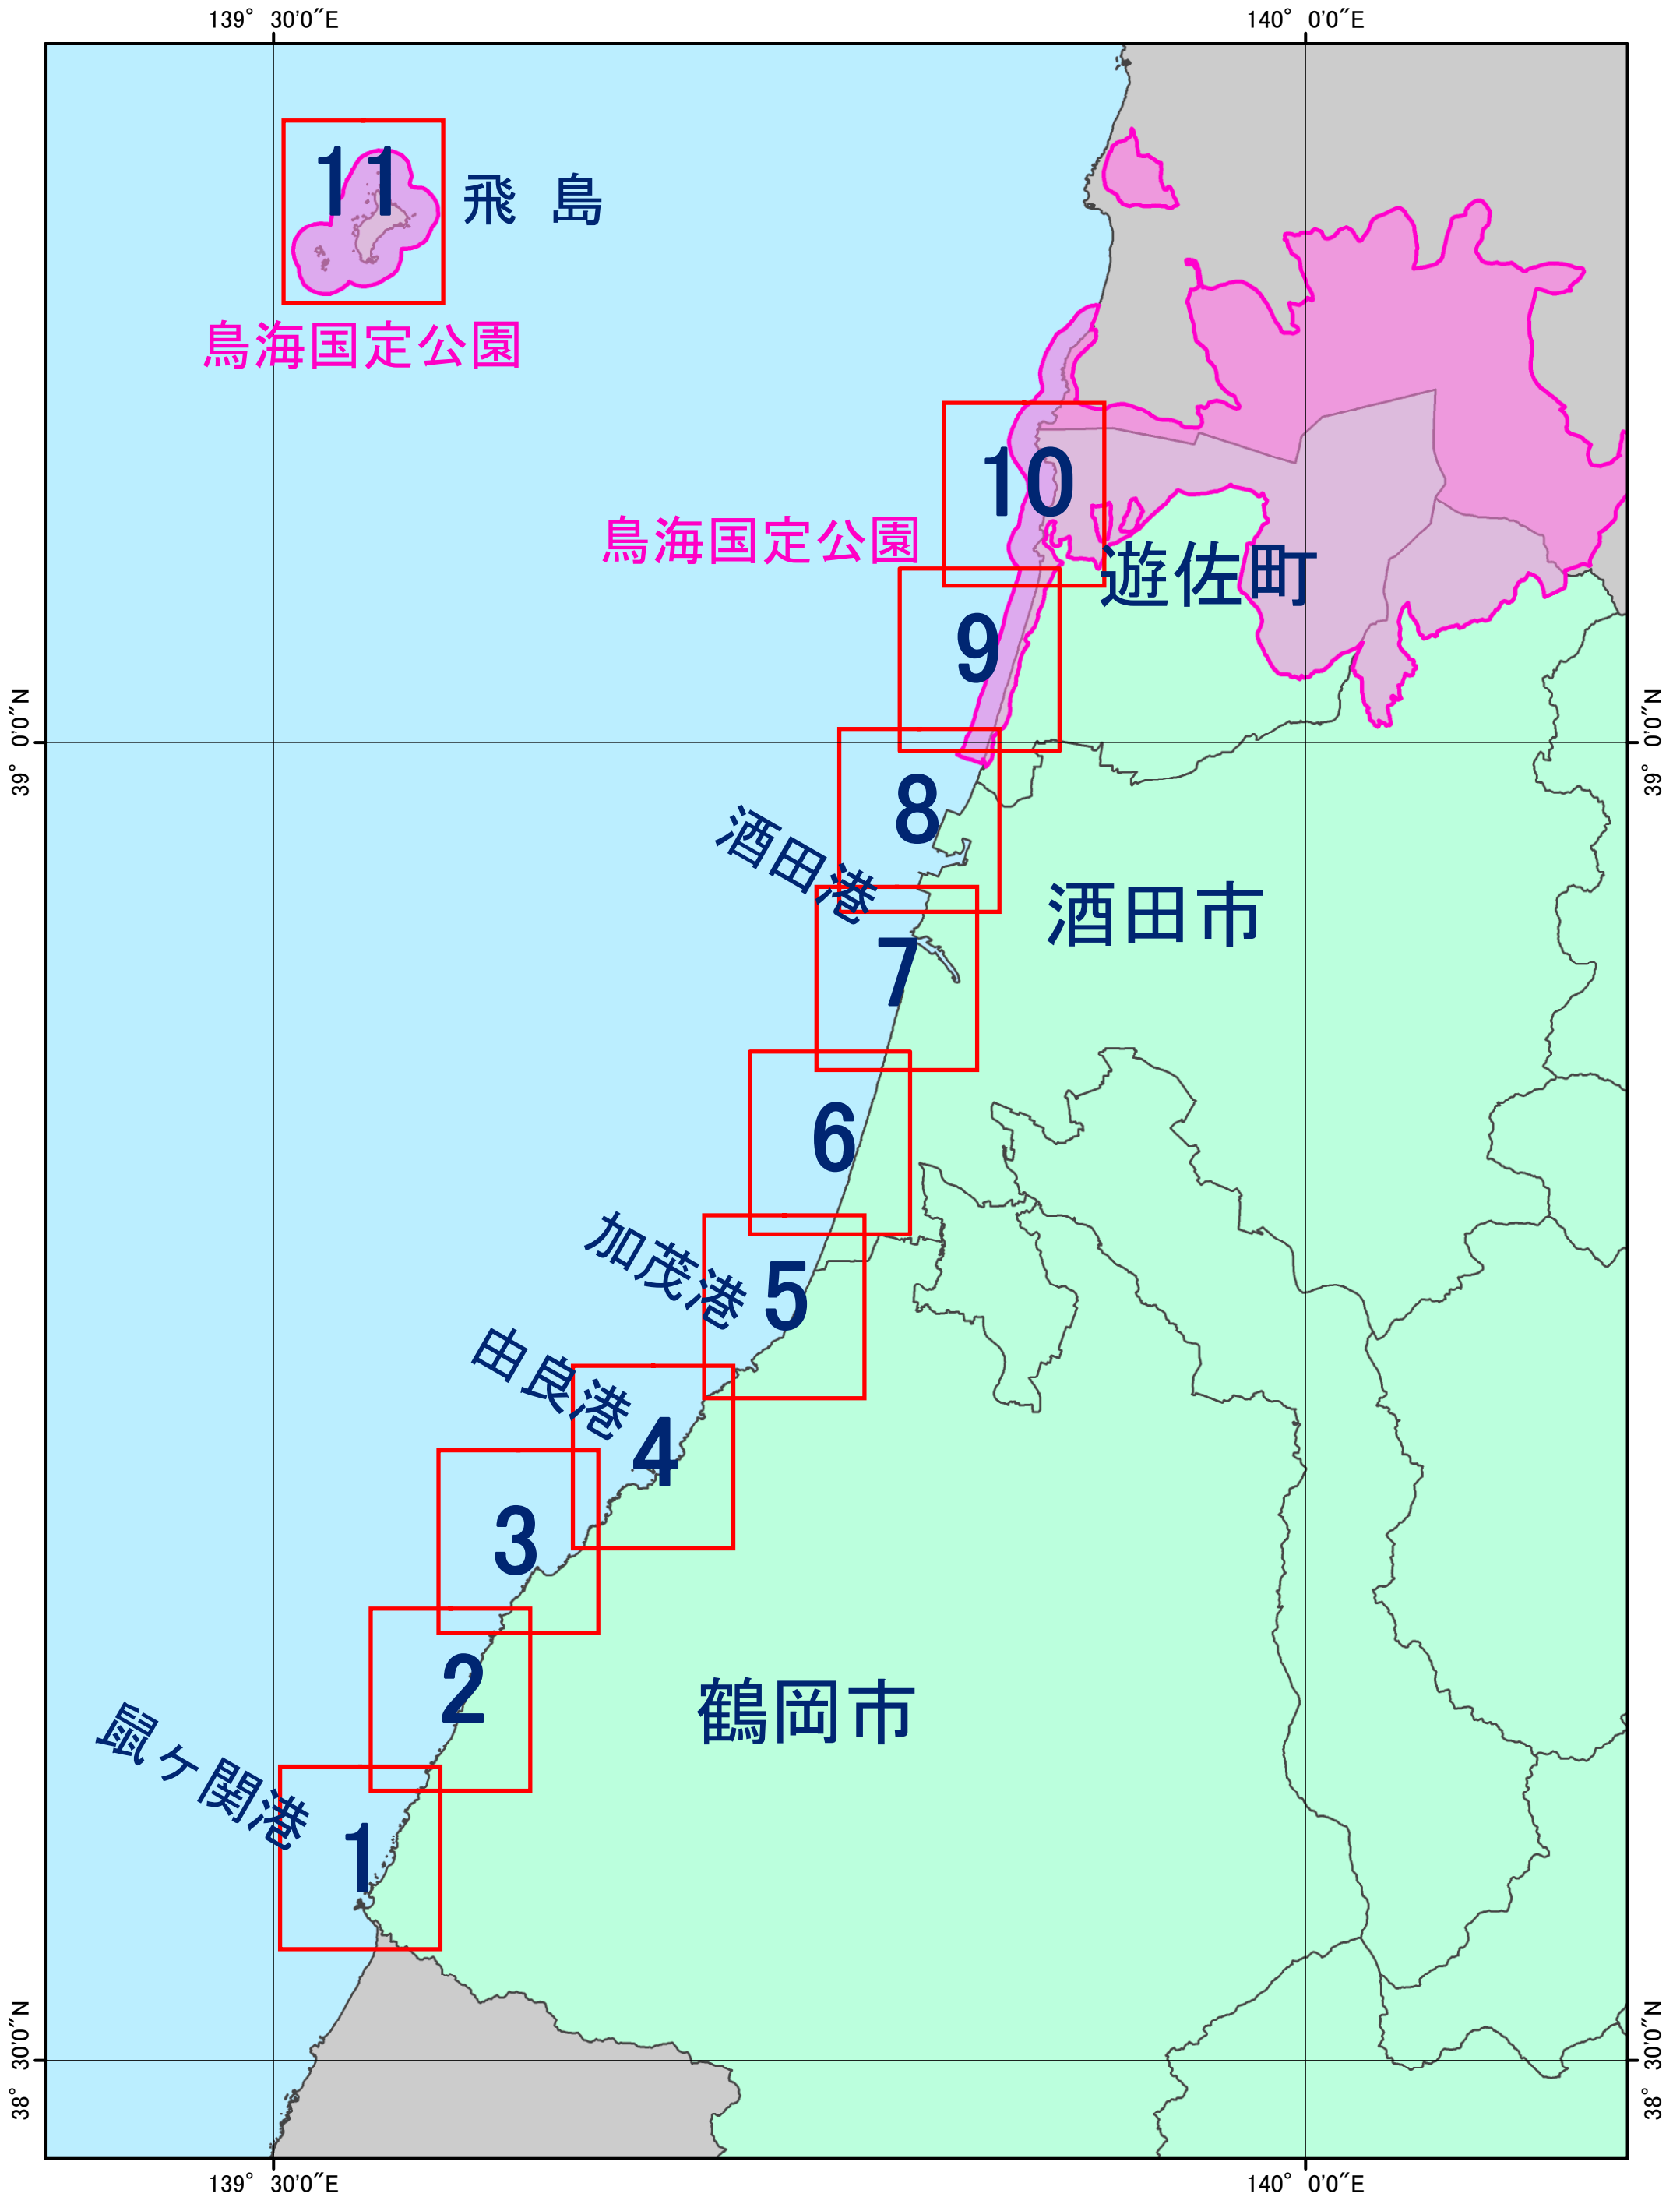 139° 30'0"E
140° 0'0"E
11
飛 島
鳥海国定公園
10
鳥海国定公園
遊佐町
9
39° 0'0"N
39° 0'0"N
8
酒田港
酒田市
7
6
加茂港
5
由良港
4
3
2
鶴岡市
鼠ヶ関港
1
38° 30'0"N
38° 30'0"N
139° 30'0"E
140° 0'0"E